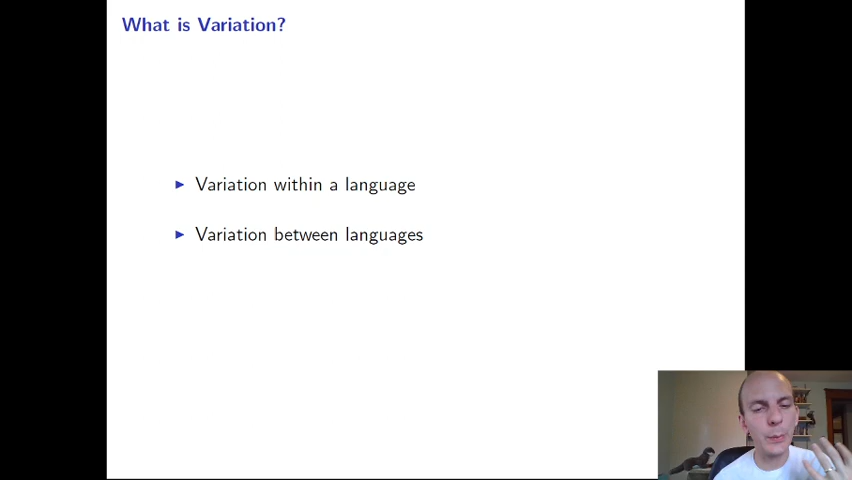 What is Variation?
Variation within a language
Variation between languages